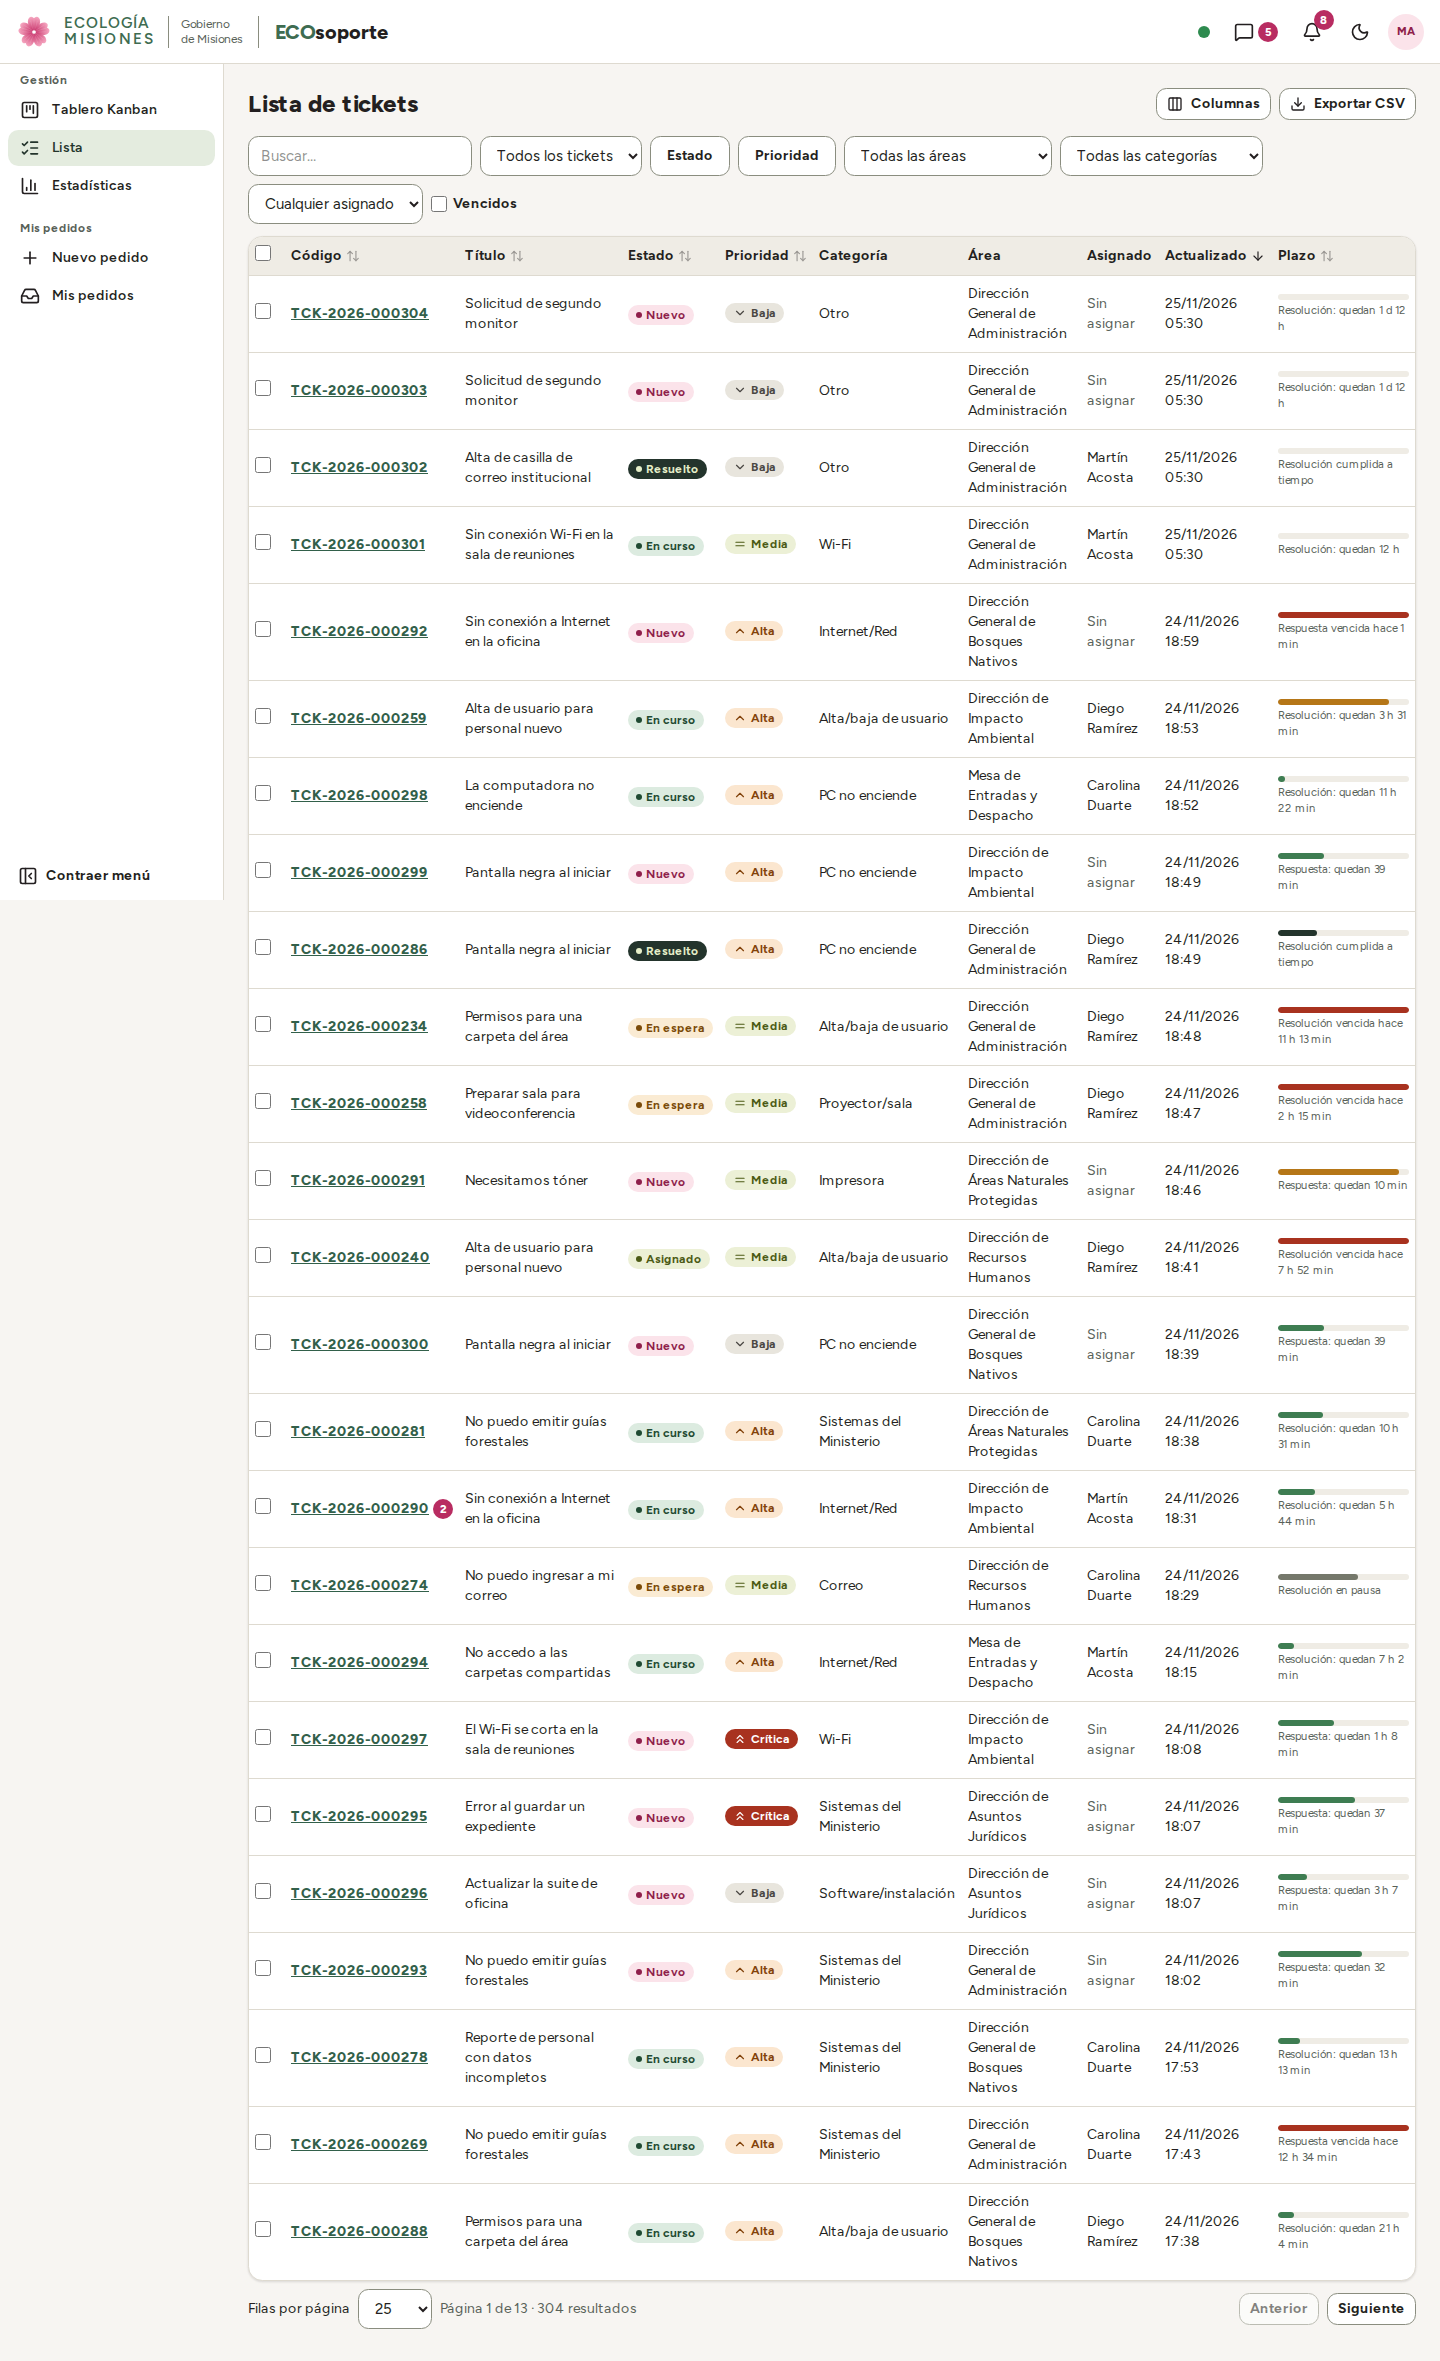 ECOLOGÍA
MISIONES
Gobierno
de Misiones
ECOsoporte
5
8
MA
Gestión
Tablero Kanban
Lista
Estadísticas
Mis pedidos
Nuevo pedido
Mis pedidos
Contraer menú
Lista de tickets
Columnas
Exportar CSV
Buscar...
Todos los tickets
Estado
Prioridad
Todas las áreas
Todas las categorías
Cualquier asignado
Vencidos
Código Título Estado Prioridad Categoría Área Asignado Actualizado Plazo
TCK-2026-000304 Solicitud de segundo monitor Nuevo Baja Otro Dirección General de Administración Sin asignar 25/11/2026 05:30 Resolución: quedan 1 d 12 h
TCK-2026-000303 Solicitud de segundo monitor Nuevo Baja Otro Dirección General de Administración Sin asignar 25/11/2026 05:30 Resolución: quedan 1 d 12 h
TCK-2026-000302 Alta de casilla de correo institucional Resuelto Baja Otro Dirección General de Administración Martín Acosta 25/11/2026 05:30 Resolución cumplida a tiempo
TCK-2026-000301 Sin conexión Wi-Fi en la sala de reuniones En curso Media Wi-Fi Dirección General de Administración Martín Acosta 25/11/2026 05:30 Resolución: quedan 12 h
TCK-2026-000292 Sin conexión a Internet en la oficina Nuevo Alta Internet/Red Dirección General de Bosques Nativos Sin asignar 24/11/2026 18:59 Respuesta vencida hace 1 min
TCK-2026-000259 Alta de usuario para personal nuevo En curso Alta Alta/baja de usuario Dirección de Impacto Ambiental Diego Ramírez 24/11/2026 18:53 Resolución: quedan 3 h 31 min
TCK-2026-000298 La computadora no enciende En curso Alta PC no enciende Mesa de Entradas y Despacho Carolina Duarte 24/11/2026 18:52 Resolución: quedan 11 h 22 min
TCK-2026-000299 Pantalla negra al iniciar Nuevo Alta PC no enciende Dirección de Impacto Ambiental Sin asignar 24/11/2026 18:49 Respuesta: quedan 39 min
TCK-2026-000286 Pantalla negra al iniciar Resuelto Alta PC no enciende Dirección General de Administración Diego Ramírez 24/11/2026 18:49 Resolución cumplida a tiempo
TCK-2026-000234 Permisos para una carpeta del área En espera Media Alta/baja de usuario Dirección General de Administración Diego Ramírez 24/11/2026 18:48 Resolución vencida hace 11 h 13 min
TCK-2026-000258 Preparar sala para videoconferencia En espera Media Proyector/sala Dirección General de Administración Diego Ramírez 24/11/2026 18:47 Resolución vencida hace 2 h 15 min
TCK-2026-000291 Necesitamos tóner Nuevo Media Impresora Dirección de Áreas Naturales Protegidas Sin asignar 24/11/2026 18:46 Respuesta: quedan 10 min
TCK-2026-000240 Alta de usuario para personal nuevo Asignado Media Alta/baja de usuario Dirección de Recursos Humanos Diego Ramírez 24/11/2026 18:41 Resolución vencida hace 7 h 52 min
TCK-2026-000300 Pantalla negra al iniciar Nuevo Baja PC no enciende Dirección General de Bosques Nativos Sin asignar 24/11/2026 18:39 Respuesta: quedan 39 min
TCK-2026-000281 No puedo emitir guías forestales En curso Alta Sistemas del Ministerio Dirección de Áreas Naturales Protegidas Carolina Duarte 24/11/2026 18:38 Resolución: quedan 10 h 31 min
TCK-2026-000290 2 Sin conexión a Internet en la oficina En curso Alta Internet/Red Dirección de Impacto Ambiental Martín Acosta 24/11/2026 18:31 Resolución: quedan 5 h 44 min
TCK-2026-000274 No puedo ingresar a mi correo En espera Media Correo Dirección de Recursos Humanos Carolina Duarte 24/11/2026 18:29 Resolución en pausa
TCK-2026-000294 No accedo a las carpetas compartidas En curso Alta Internet/Red Mesa de Entradas y Despacho Martín Acosta 24/11/2026 18:15 Resolución: quedan 7 h 2 min
TCK-2026-000297 El Wi-Fi se corta en la sala de reuniones Nuevo Crítica Wi-Fi Dirección de Impacto Ambiental Sin asignar 24/11/2026 18:08 Respuesta: quedan 1 h 8 min
TCK-2026-000295 Error al guardar un expediente Nuevo Crítica Sistemas del Ministerio Dirección de Asuntos Jurídicos Sin asignar 24/11/2026 18:07 Respuesta: quedan 37 min
TCK-2026-000296 Actualizar la suite de oficina Nuevo Baja Software/instalación Dirección de Asuntos Jurídicos Sin asignar 24/11/2026 18:07 Respuesta: quedan 3 h 7 min
TCK-2026-000293 No puedo emitir guías forestales Nuevo Alta Sistemas del Ministerio Dirección General de Administración Sin asignar 24/11/2026 18:02 Respuesta: quedan 32 min
TCK-2026-000278 Reporte de personal con datos incompletos En curso Alta Sistemas del Ministerio Dirección General de Bosques Nativos Carolina Duarte 24/11/2026 17:53 Resolución: quedan 13 h 13 min
TCK-2026-000269 No puedo emitir guías forestales En curso Alta Sistemas del Ministerio Dirección General de Administración Carolina Duarte 24/11/2026 17:43 Respuesta vencida hace 12 h 34 min
TCK-2026-000288 Permisos para una carpeta del área En curso Alta Alta/baja de usuario Dirección General de Bosques Nativos Diego Ramírez 24/11/2026 17:38 Resolución: quedan 21 h 4 min
Filas por página 25 Página 1 de 13 · 304 resultados
Anterior
Siguiente